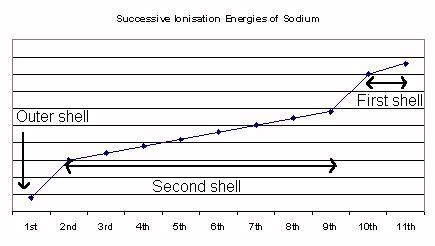 Successive Ionisation Energies of Sodium
First shell
Outer shell
Second shell
1st 2nd 3rd 4th 5th 6th 7th 8th 9th 10th 11th